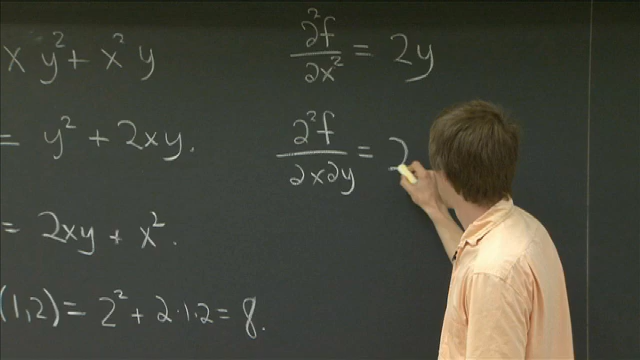 x y² + x² y
= y² + 2xy.
= 2xy + x².
(1,2) = 2² + 2·1·2 = 8.
∂²f/∂x² = 2y
∂²f/∂x∂y = 2